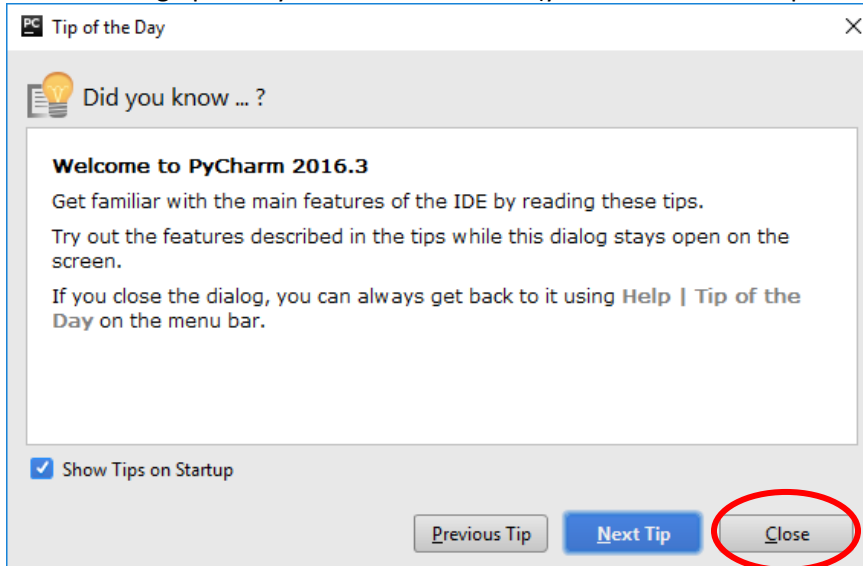 PC Tip of the Day
Did you know ... ?
Welcome to PyCharm 2016.3
Get familiar with the main features of the IDE by reading these tips.
Try out the features described in the tips while this dialog stays open on the
screen.
If you close the dialog, you can always get back to it using Help | Tip of the
Day on the menu bar.
Show Tips on Startup
Previous Tip Next Tip Close